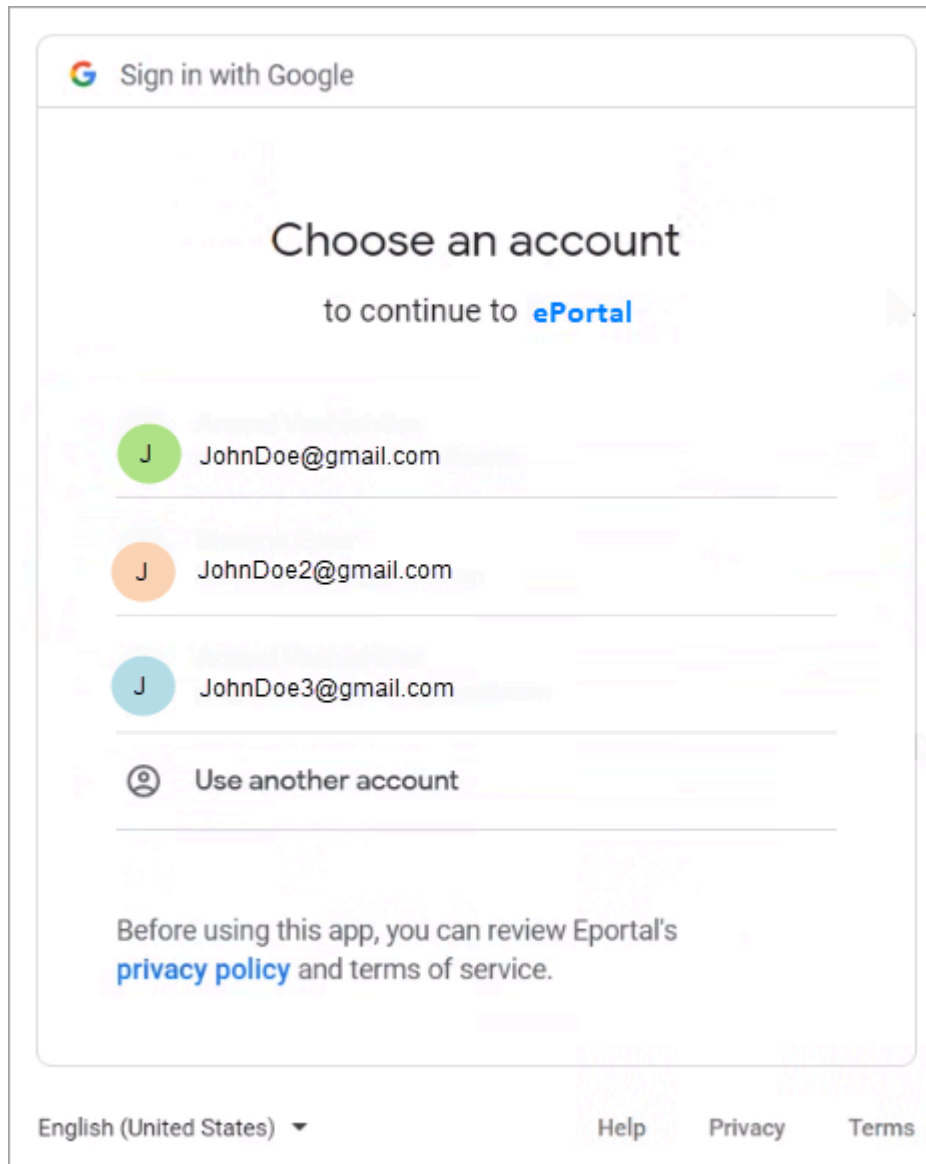 Sign in with Google
Choose an account
to continue to ePortal
J JohnDoe@gmail.com
J JohnDoe2@gmail.com
J JohnDoe3@gmail.com
Use another account
Before using this app, you can review Eportal's
privacy policy and terms of service.
English (United States) Help Privacy Terms